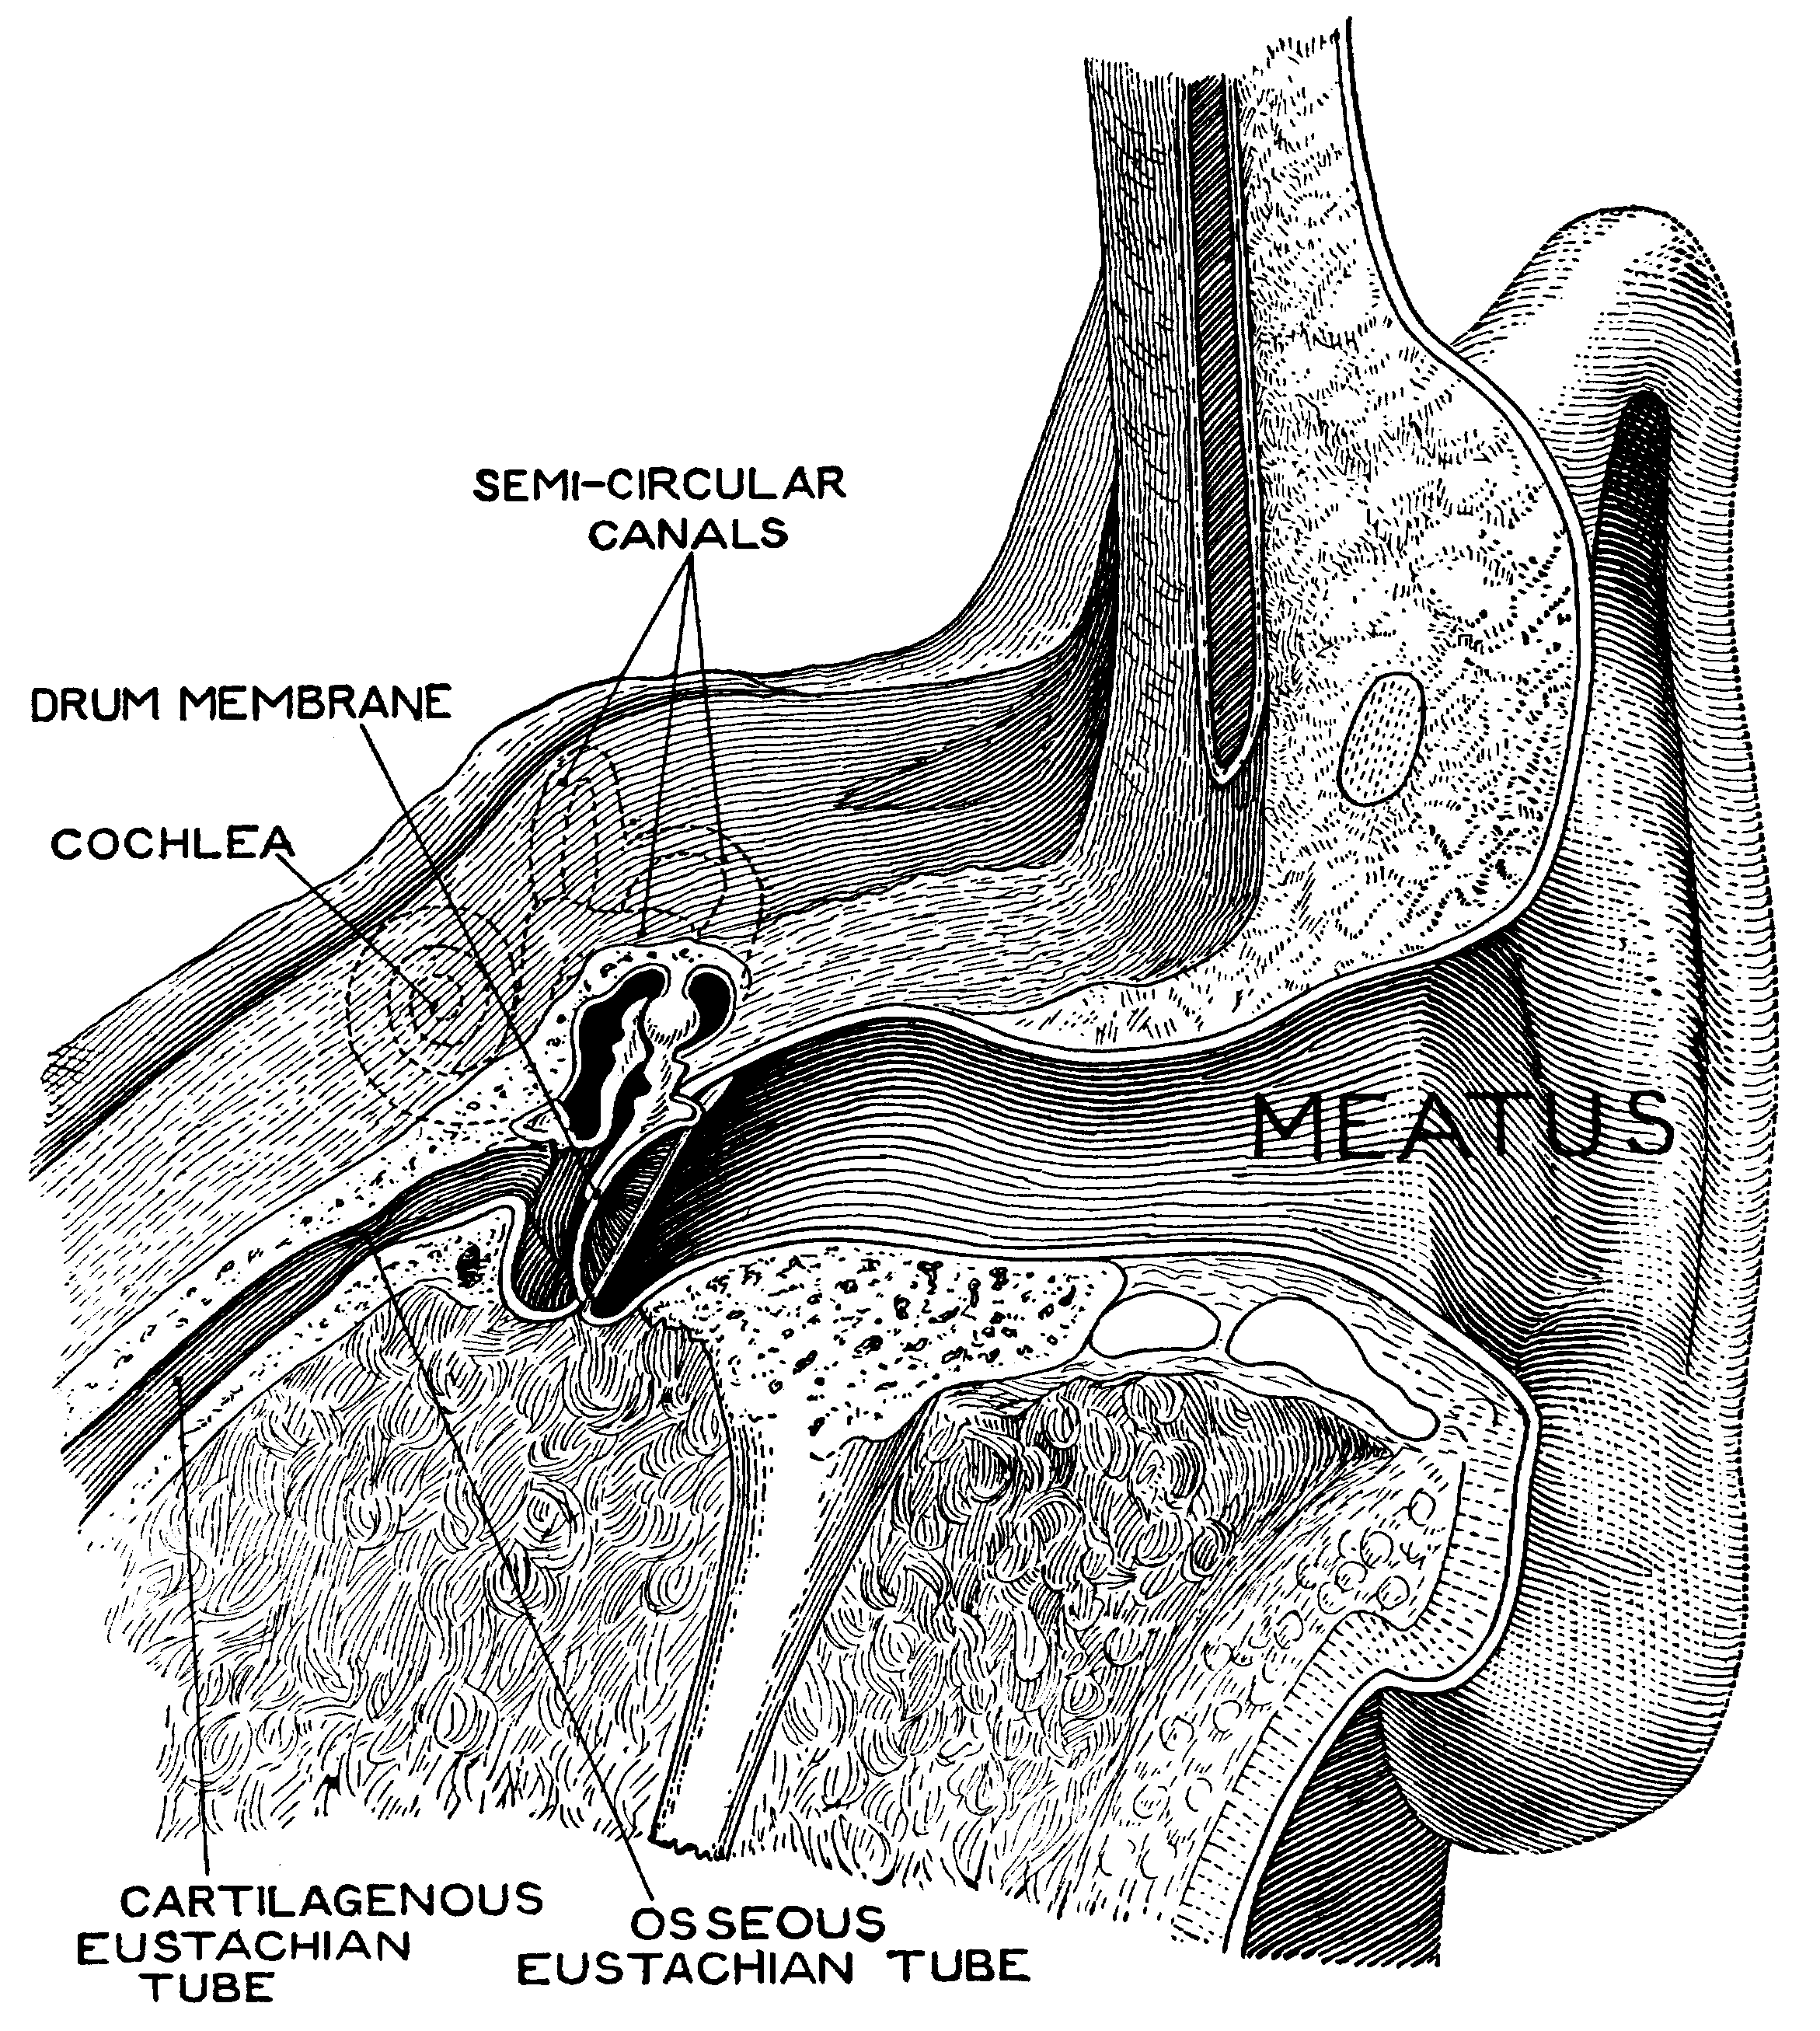 SEMI-CIRCULAR
CANALS
DRUM MEMBRANE
COCHLEA
MEATUS
CARTILAGENOUS
EUSTACHIAN
TUBE
OSSEOUS
EUSTACHIAN TUBE